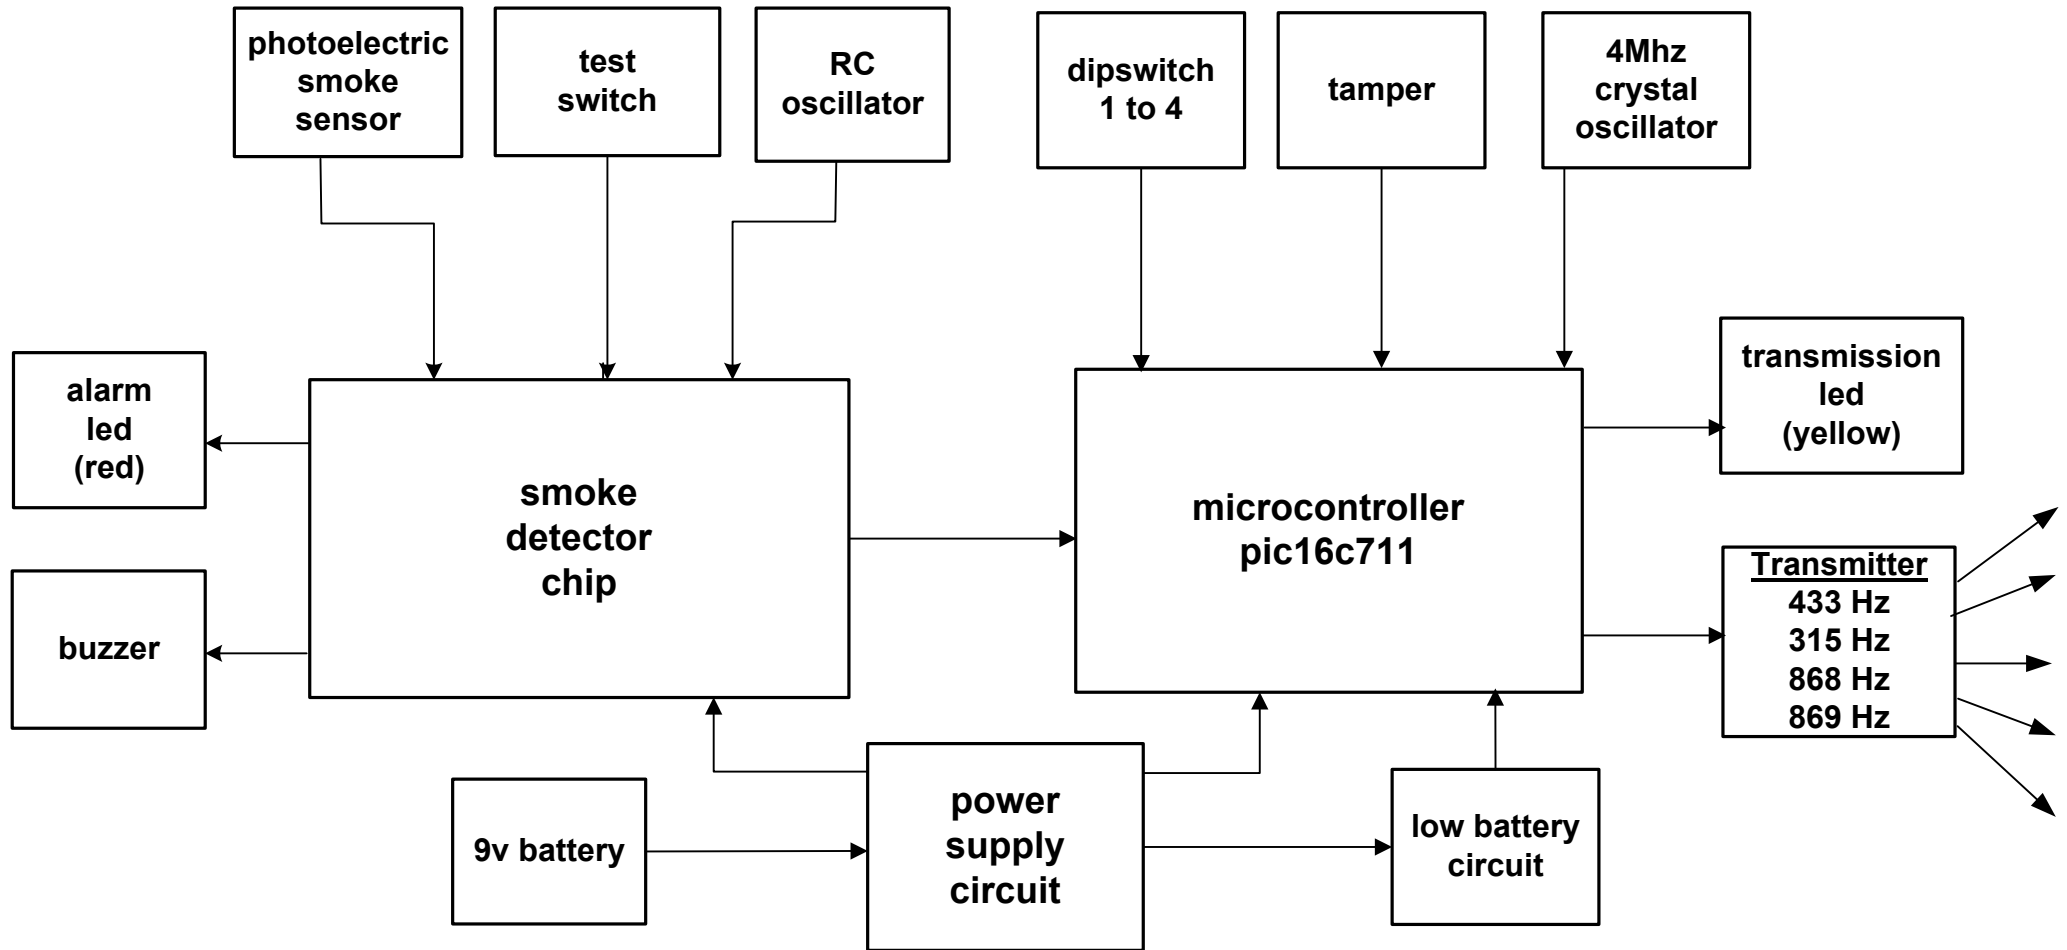 photoelectric
smoke
sensor
test
switch
RC
oscillator
dipswitch
1 to 4
tamper
4Mhz
crystal
oscillator
alarm
led
(red)
smoke
detector
chip
microcontroller
pic16c711
transmission
led
(yellow)
buzzer
Transmitter
433 Hz
315 Hz
868 Hz
869 Hz
9v battery
power
supply
circuit
low battery
circuit